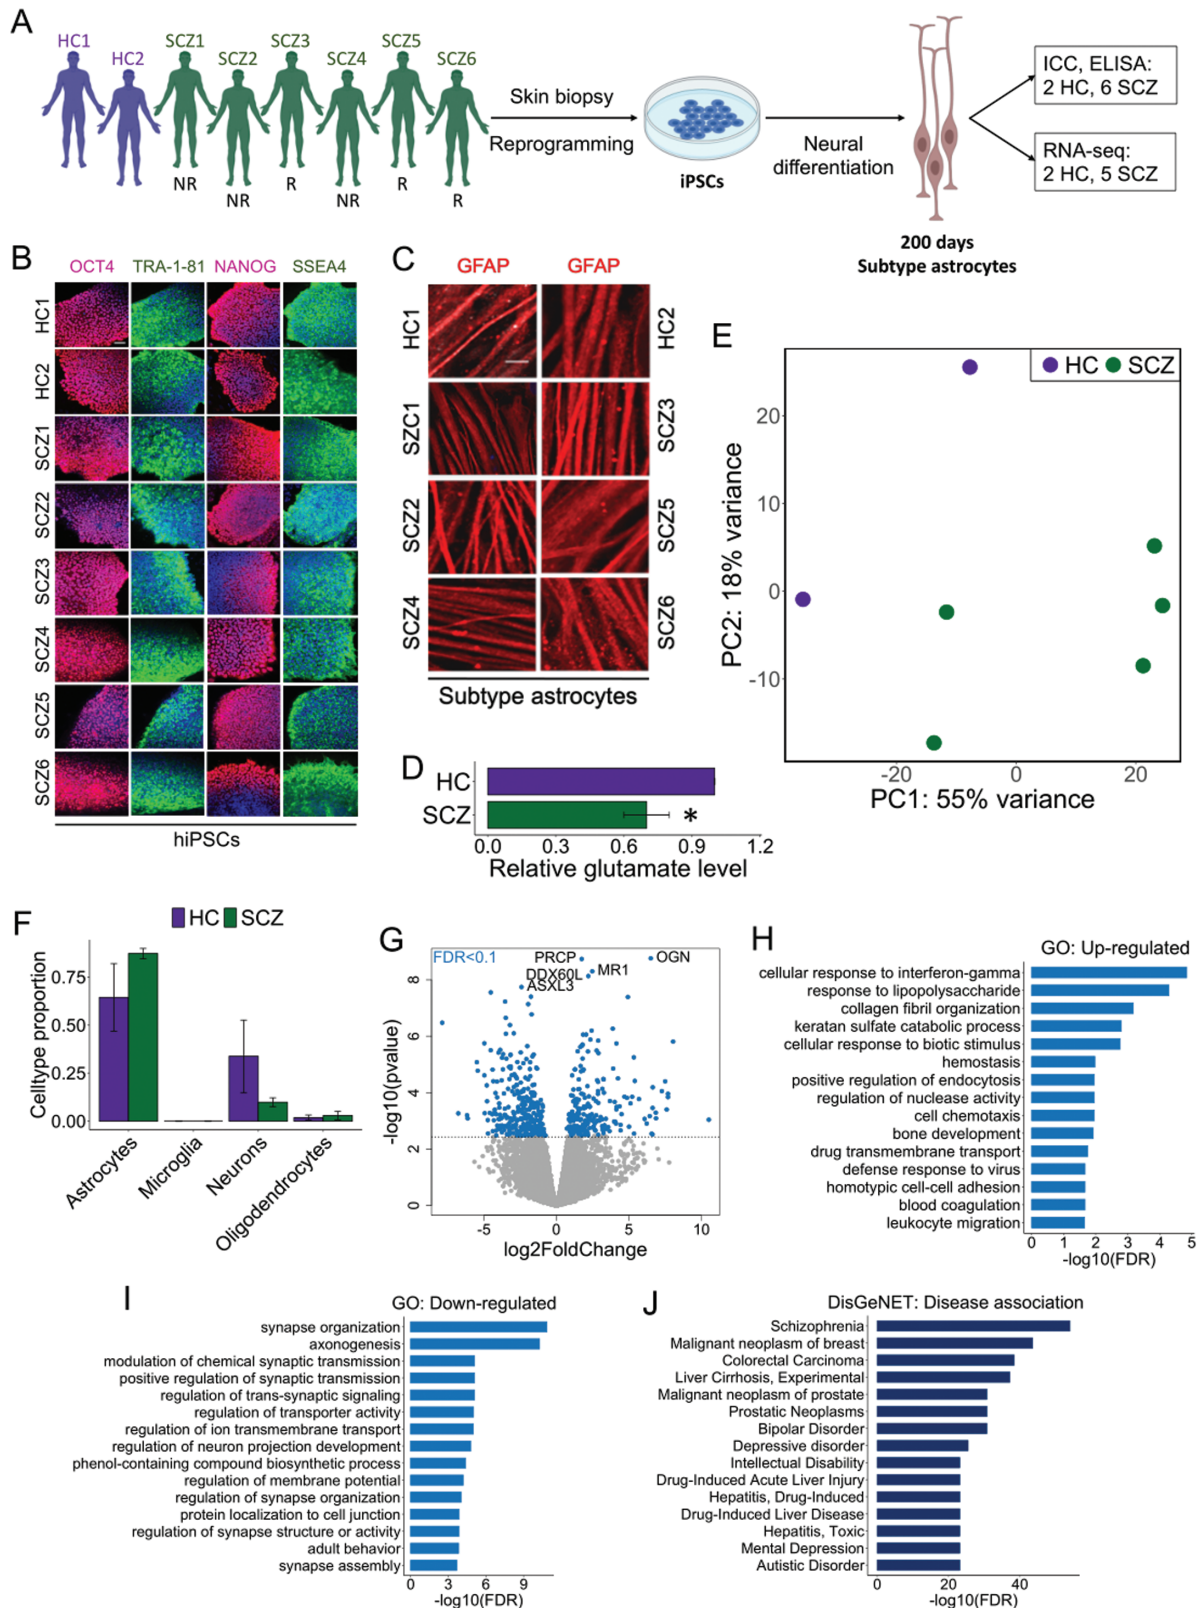 A
HC1
HC2
SCZ1
SCZ2
SCZ3
SCZ4
SCZ5
SCZ6
NR
NR
R
NR
R
R
Skin biopsy
Reprogramming
iPSCs
Neural
differentiation
200 days
Subtype astrocytes
ICC, ELISA:
2 HC, 6 SCZ
RNA-seq:
2 HC, 5 SCZ
B
OCT4 TRA-1-81 NANOG SSEA4
HC1
HC2
SCZ1
SCZ2
SCZ3
SCZ4
SCZ5
SCZ6
hiPSCs
C
GFAP GFAP
HC1
HC2
SZC1
SCZ3
SCZ2
SCZ5
SCZ4
SCZ6
Subtype astrocytes
D
HC
SCZ
*
0.0 0.3 0.6 0.9 1.2
Relative glutamate level
E
HC SCZ
PC2: 18% variance
20
10
0
-10
-20 0 20
PC1: 55% variance
F
HC SCZ
Celltype proportion
0.75
0.50
0.25
0.00
Astrocytes
Microglia
Neurons
Oligodendrocytes
G
FDR<0.1
PRCP
OGN
MR1
DDX60L
ASXL3
-log10(pvalue)
8
6
4
2
0
-5 0 5 10
log2FoldChange
H
GO: Up-regulated
cellular response to interferon-gamma
response to lipopolysaccharide
collagen fibril organization
keratan sulfate catabolic process
cellular response to biotic stimulus
hemostasis
positive regulation of endocytosis
regulation of nuclease activity
cell chemotaxis
bone development
drug transmembrane transport
defense response to virus
homotypic cell-cell adhesion
blood coagulation
leukocyte migration
0 1 2 3 4 5
-log10(FDR)
I
GO: Down-regulated
synapse organization
axonogenesis
modulation of chemical synaptic transmission
positive regulation of synaptic transmission
regulation of trans-synaptic signaling
regulation of transporter activity
regulation of ion transmembrane transport
regulation of neuron projection development
phenol-containing compound biosynthetic process
regulation of membrane potential
regulation of synapse organization
protein localization to cell junction
regulation of synapse structure or activity
adult behavior
synapse assembly
0 3 6 9
-log10(FDR)
J
DisGeNET: Disease association
Schizophrenia
Malignant neoplasm of breast
Colorectal Carcinoma
Liver Cirrhosis, Experimental
Malignant neoplasm of prostate
Prostatic Neoplasms
Bipolar Disorder
Depressive disorder
Intellectual Disability
Drug-Induced Acute Liver Injury
Hepatitis, Drug-Induced
Drug-Induced Liver Disease
Hepatitis, Toxic
Mental Depression
Autistic Disorder
0 20 40
-log10(FDR)